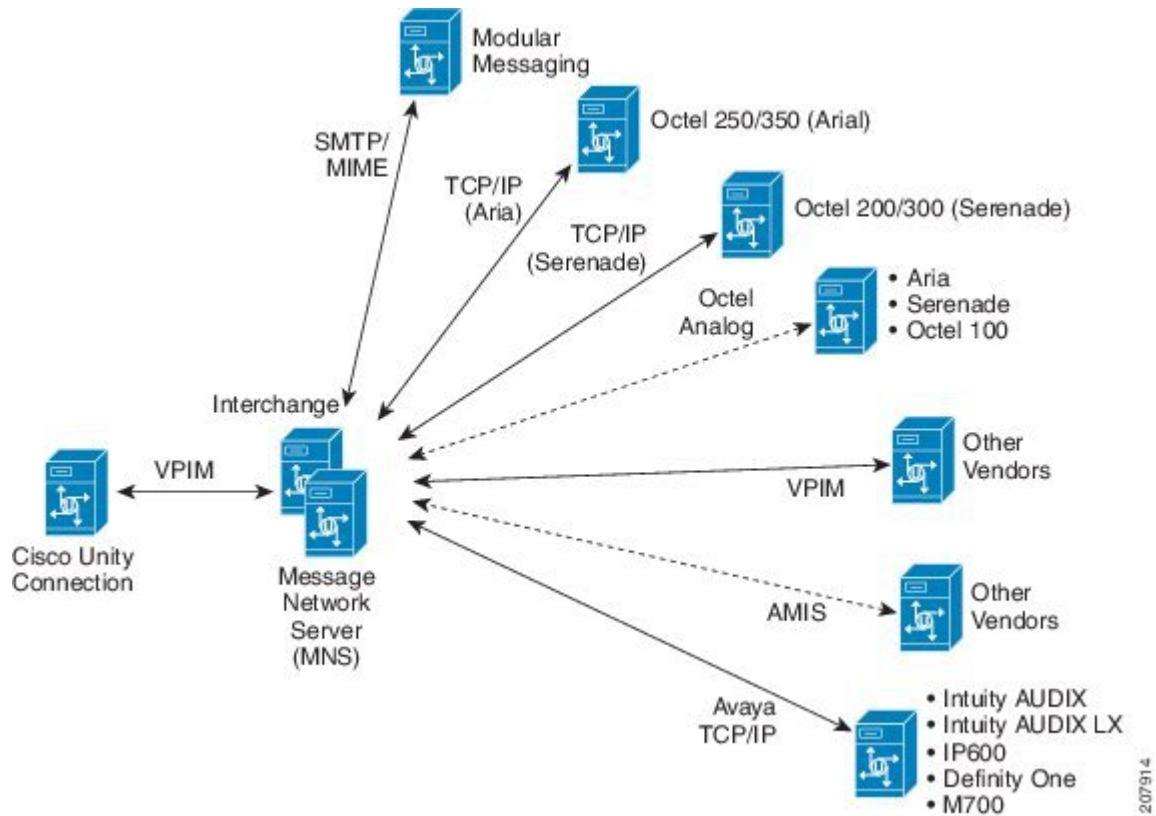 Modular
Messaging
Octel 250/350 (Arial)
SMTP/
MIME
TCP/IP
(Aria)
Octel 200/300 (Serenade)
TCP/IP
(Serenade)
Octel
Analog
• Aria
• Serenade
• Octel 100
Interchange
VPIM
Cisco Unity
Connection
Message
Network
Server
(MNS)
VPIM
Other
Vendors
AMIS
Other
Vendors
Avaya
TCP/IP
• Intuity AUDIX
• Intuity AUDIX LX
• IP600
• Definity One
• M700
207914